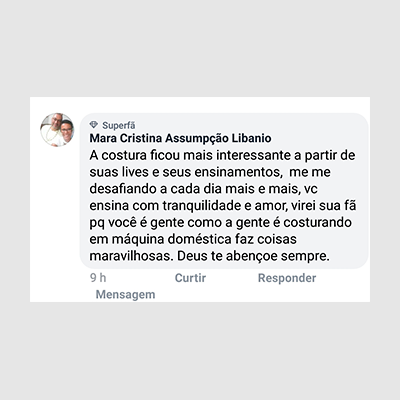 Superfã
Mara Cristina Assumpção Libanio
A costura ficou mais interessante a partir de
suas lives e seus ensinamentos,  me me
desafiando a cada dia mais e mais, vc
ensina com tranquilidade e amor, virei sua fã
pq você é gente como a gente é costurando
em máquina doméstica faz coisas
maravilhosas. Deus te abençoe sempre.
9 h Curtir Responder
Mensagem